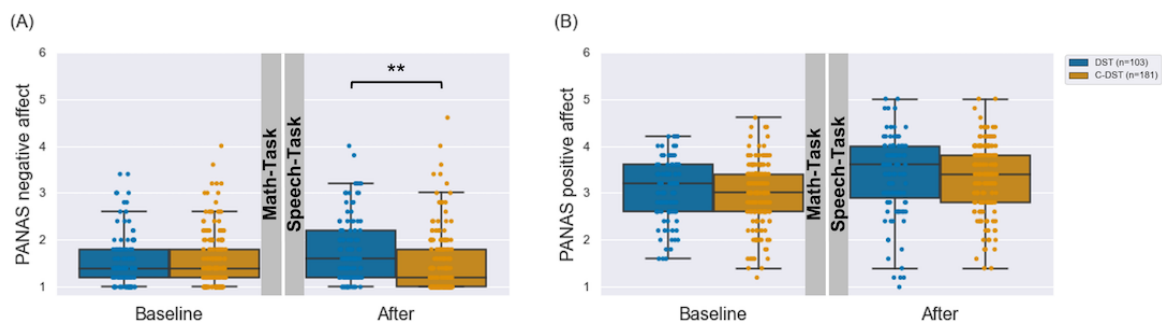 (A)
(B)
PANAS negative affect
6
5
4
3
2
1
Math-Task
Speech-Task
**
Baseline
After
PANAS positive affect
6
5
4
3
2
1
Math-Task
Speech-Task
Baseline
After
DST (n=103)
C-DST (n=181)